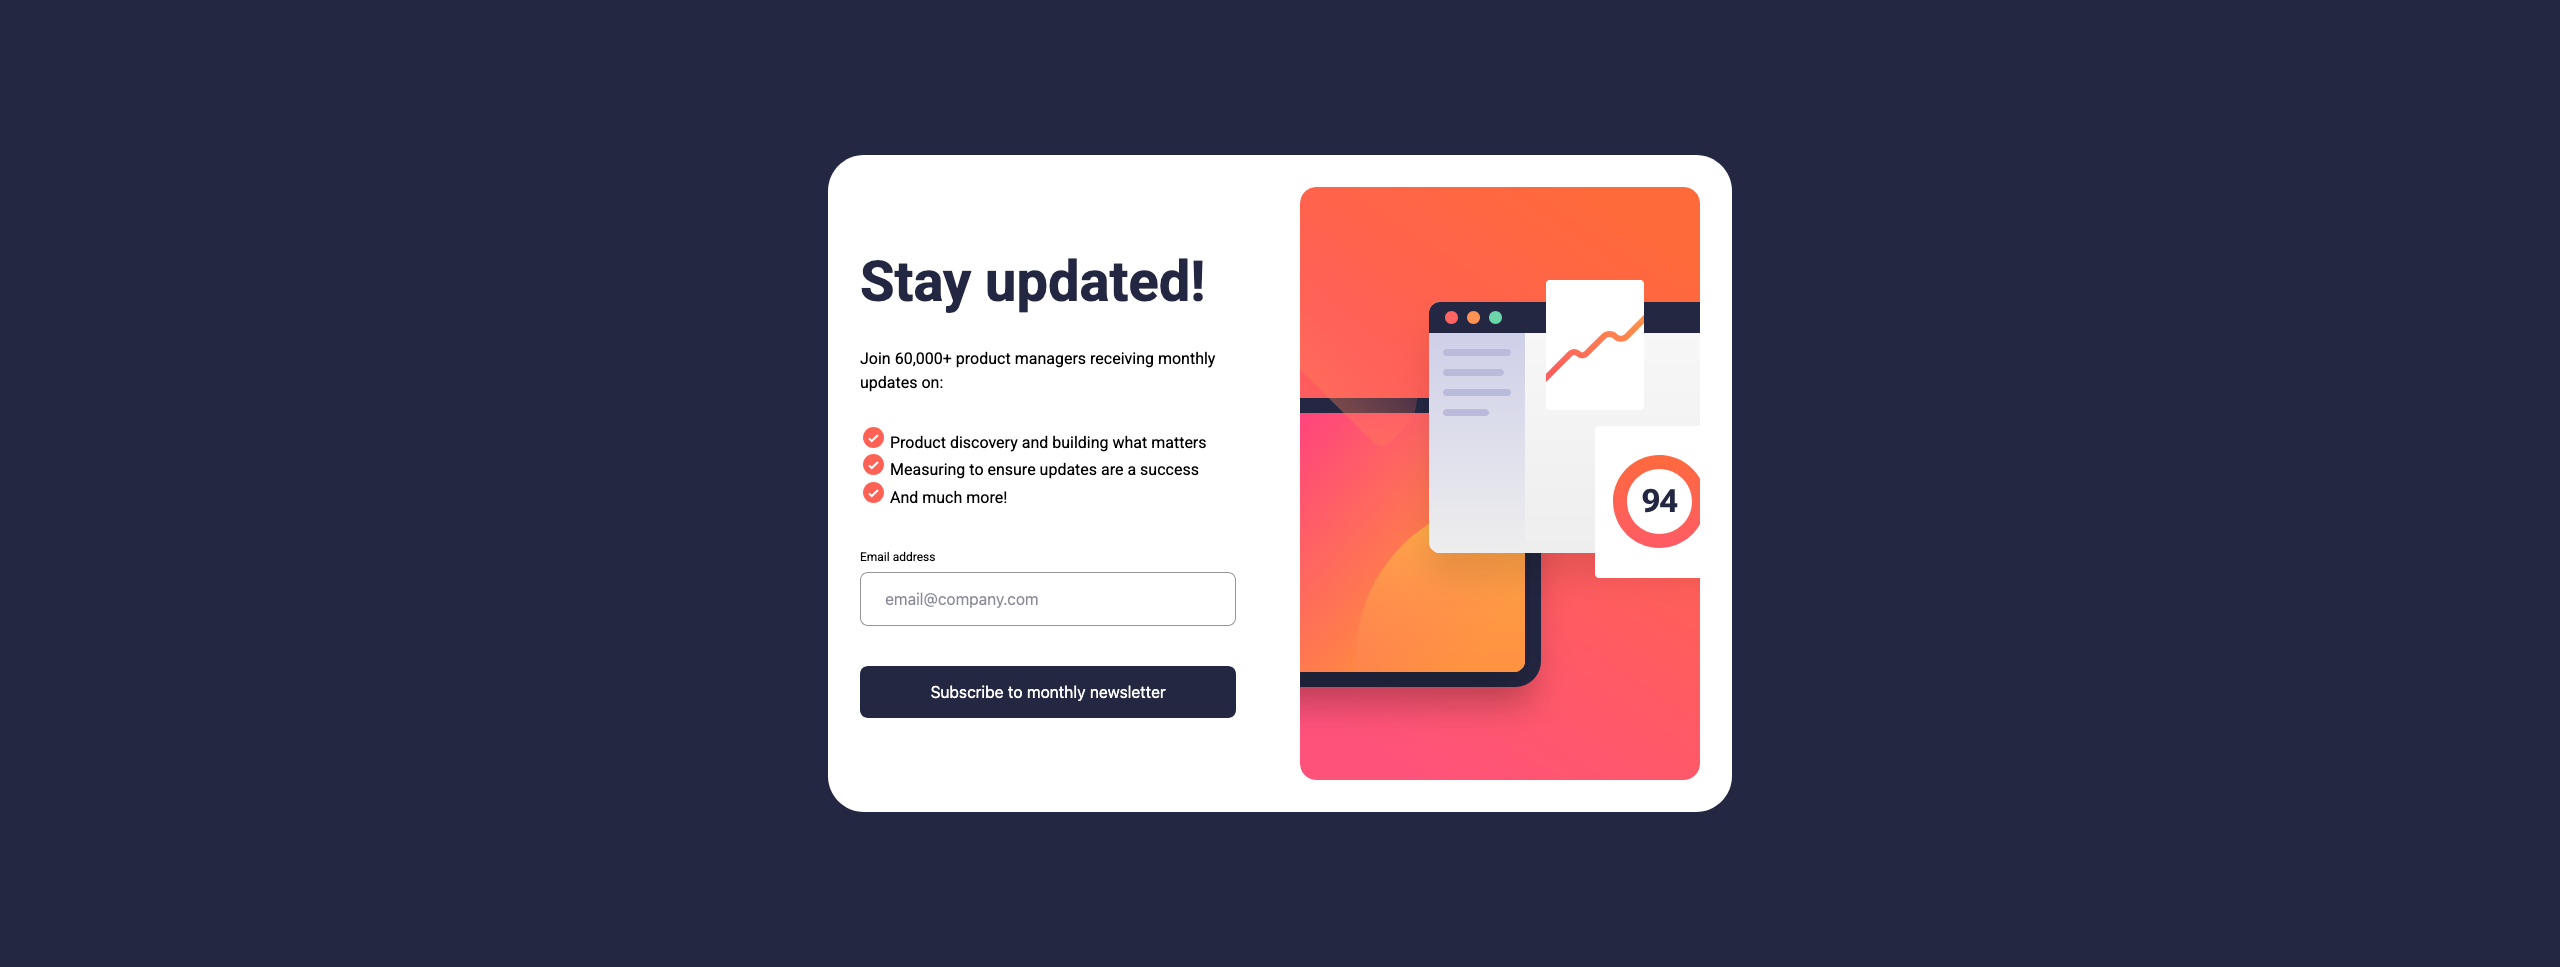 Stay updated!
Join 60,000+ product managers receiving monthly
updates on:
Product discovery and building what matters
Measuring to ensure updates are a success
And much more!
Email address
email@company.com
Subscribe to monthly newsletter
94